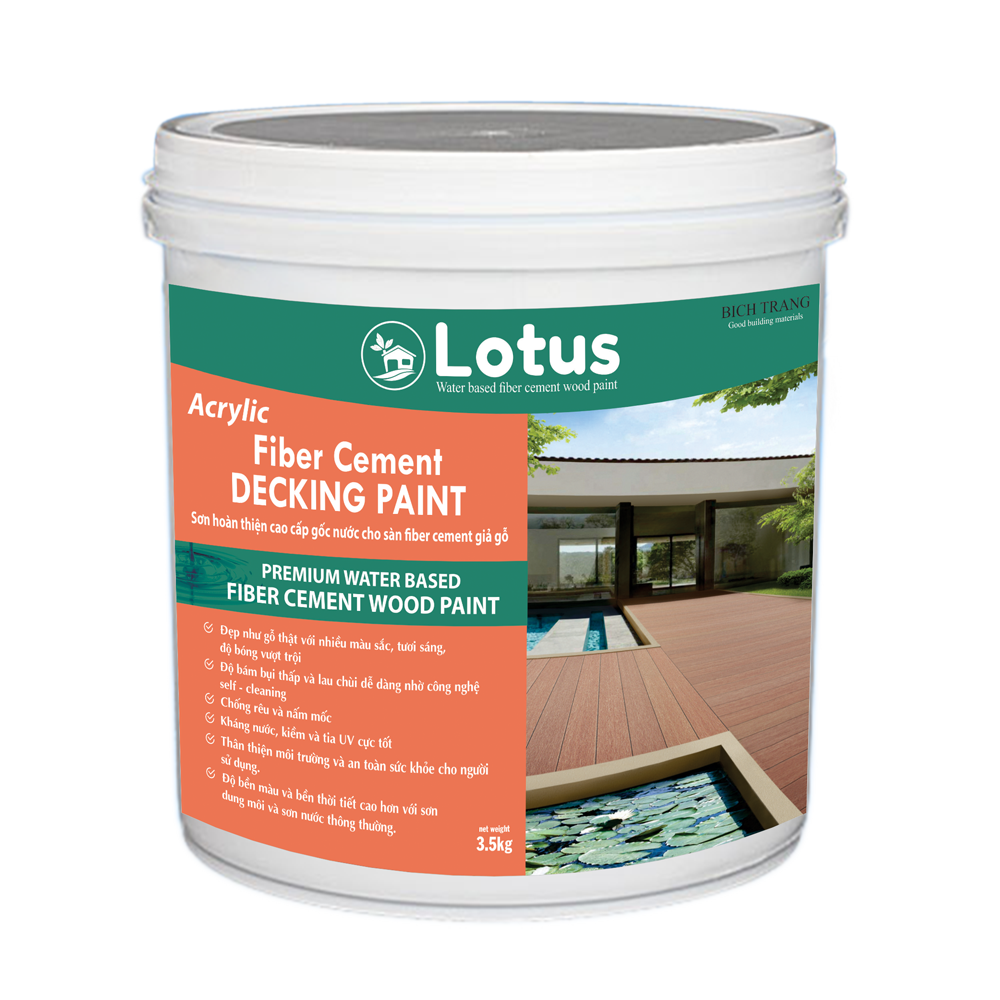 BICH TRANG
Good building materials
Lotus
Water based fiber cement wood paint
Acrylic
Fiber Cement
DECKING PAINT
Sơn hoàn thiện cao cấp gốc nước cho sàn fiber cement giả gỗ
PREMIUM WATER BASED
FIBER CEMENT WOOD PAINT
Đẹp như gỗ thật với nhiều màu sắc, tươi sáng,
độ bóng vượt trội
Độ bám bụi thấp và lau chùi dễ dàng nhờ công nghệ
self - cleaning
Chống rêu và nấm mốc
Kháng nước, kiềm và tia UV cực tốt
Thân thiện môi trường và an toàn sức khỏe cho người
sử dụng.
Độ bền màu và bền thời tiết cao hơn với sơn
dung môi và sơn nước thông thường.
net weight
3.5kg